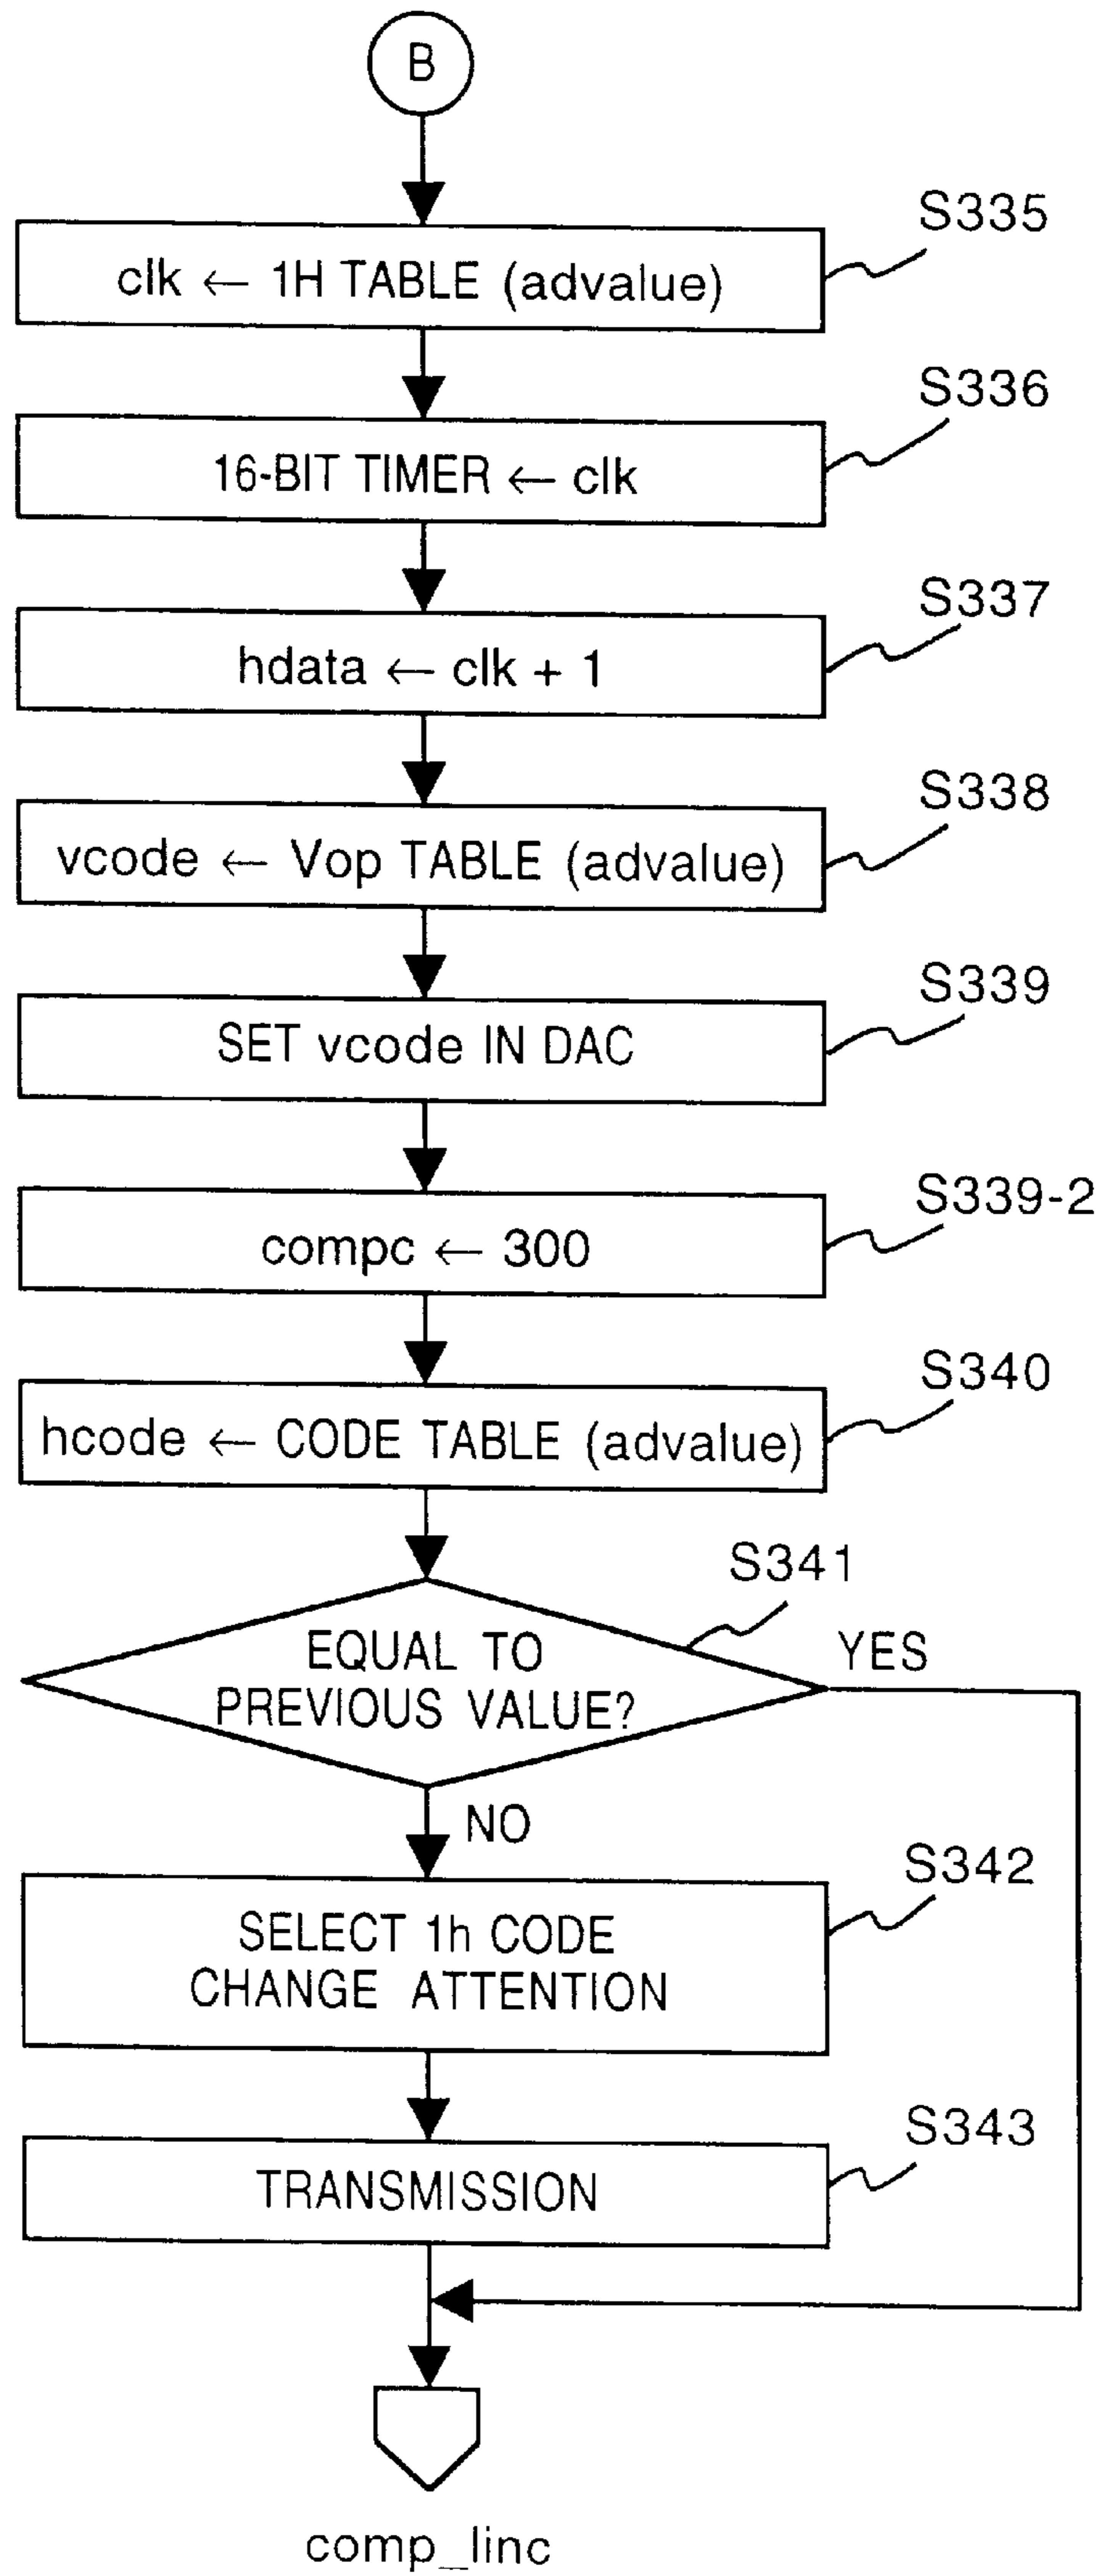 B
S335
clk ← 1H TABLE (advalue)
S336
16-BIT TIMER ← clk
S337
hdata ← clk + 1
S338
vcode ← Vop TABLE (advalue)
S339
SET vcode IN DAC
S339-2
compc ← 300
S340
hcode ← CODE TABLE (advalue)
S341
EQUAL TO
PREVIOUS VALUE?
YES
NO
S342
SELECT 1h CODE
CHANGE ATTENTION
S343
TRANSMISSION
comp_linc